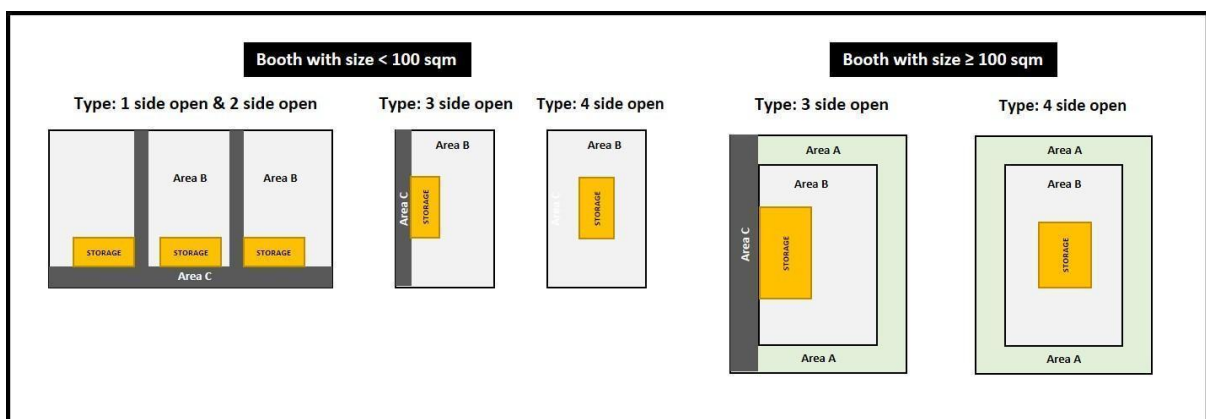 Booth with size < 100 sqm
Type: 1 side open & 2 side open
Area B
Area B
STORAGE
STORAGE
STORAGE
Area C
Type: 3 side open
Area B
Area C
STORAGE
Type: 4 side open
Area B
Area C
STORAGE
Booth with size ≥ 100 sqm
Type: 3 side open
Area A
Area B
Area C
STORAGE
Area A
Type: 4 side open
Area A
Area B
STORAGE
Area A